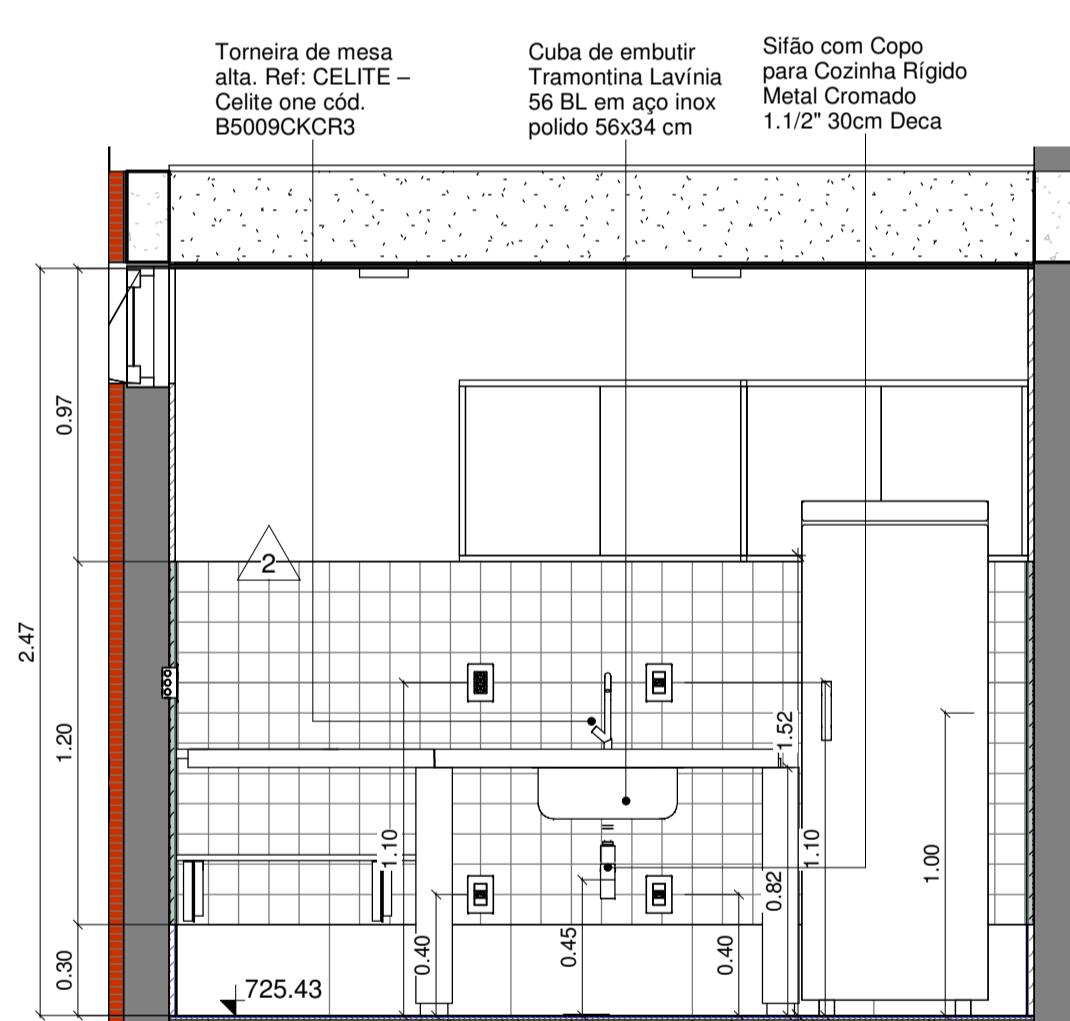 Torneira de mesa
alta. Ref: CELITE –
Celite one cód.
B5009CKCR3
Cuba de embutir
Tramontina Lavínia
56 BL em aço inox
polido 56x34 cm
Sifão com Copo
para Cozinha Rígido
Metal Cromado
1.1/2" 30cm Deca
0.97
2
2.47
1.20
1.52
1.10
1.10
1.00
0.82
0.40
0.45
0.40
0.30
725.43